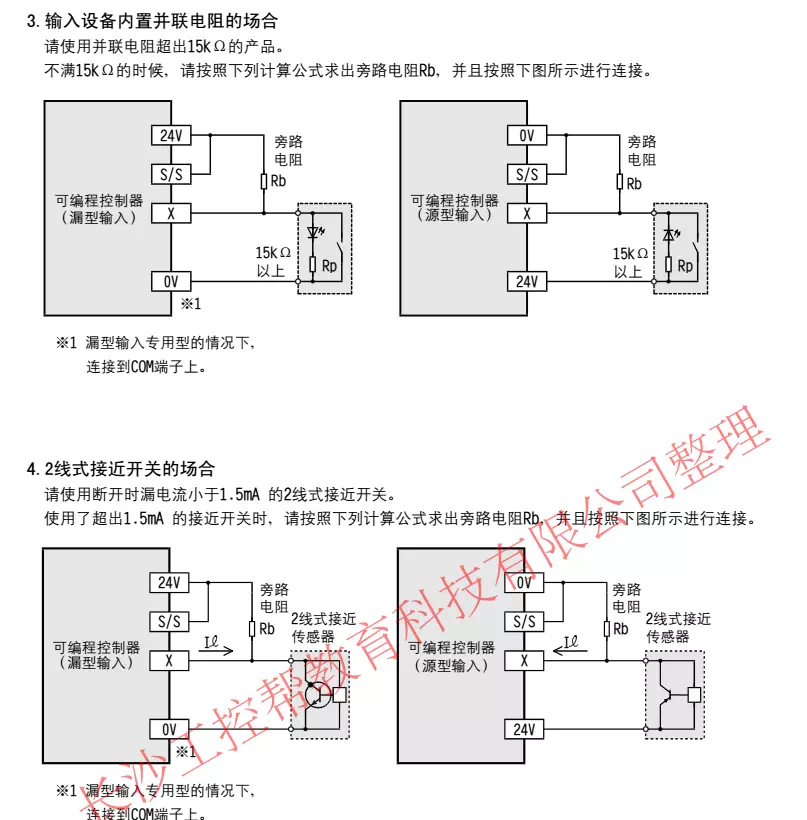 3. 输入设备内置并联电阻的场合
请使用并联电阻超出15kΩ的产品。
不满15kΩ的时候，请按照下列计算公式求出旁路电阻Rb，并且按照下图所示进行连接。
24V
S/S
X
0V
可编程控制器
（漏型输入）
旁路
电阻
Rb
15kΩ
以上
Rp
※1
0V
S/S
X
24V
可编程控制器
（源型输入）
旁路
电阻
Rb
15kΩ
以上
Rp
※1 漏型输入专用型的情况下，
连接到COM端子上。
4. 2线式接近开关的场合
请使用断开时漏电流小于1.5mA 的2线式接近开关。
使用了超出1.5mA 的接近开关时，请按照下列计算公式求出旁路电阻Rb，并且按照下图所示进行连接。
24V
S/S
X
0V
可编程控制器
（漏型输入）
旁路
电阻
Rb
Iℓ
2线式接近
传感器
※1
0V
S/S
X
24V
可编程控制器
（源型输入）
旁路
电阻
Rb
Iℓ
2线式接近
传感器
※1 漏型输入专用型的情况下，
连接到COM端子上。
长沙工控帮教育科技有限公司整理